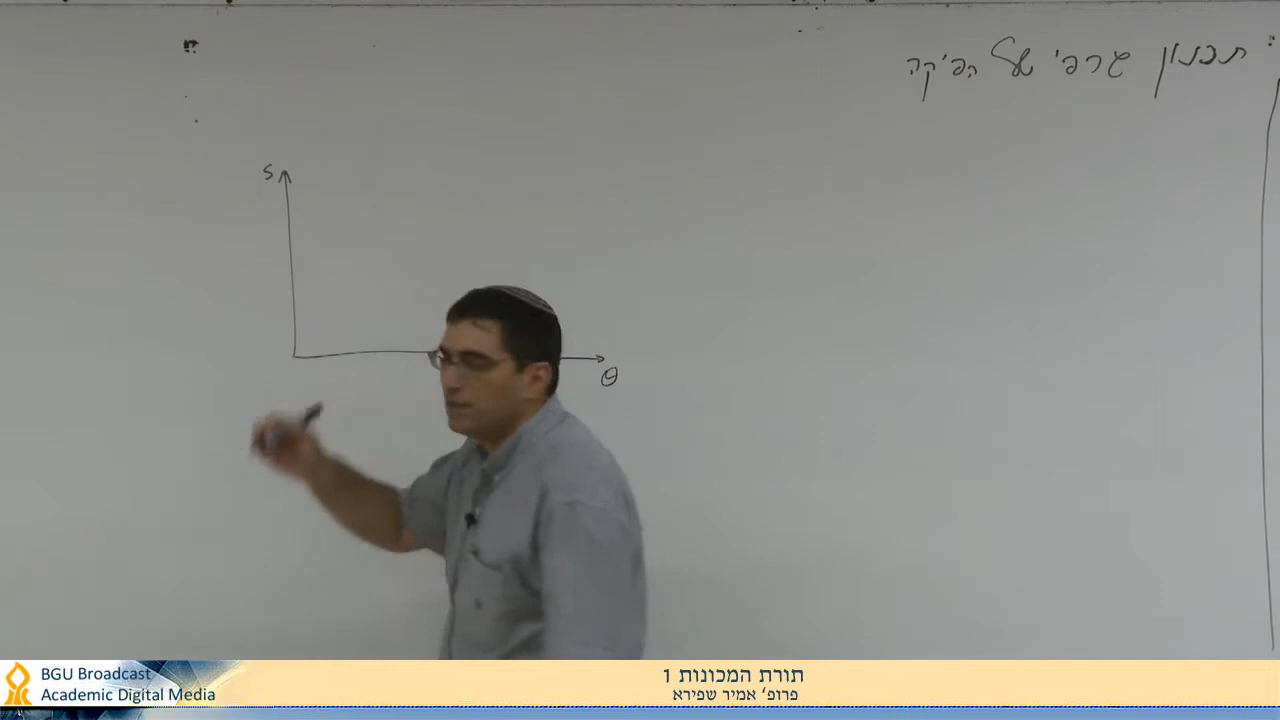 תכנון גרפי של הפיקה
s
θ
BGU Broadcast
Academic Digital Media
תורת המכונות 1
פרופ׳ אמיר שפירא